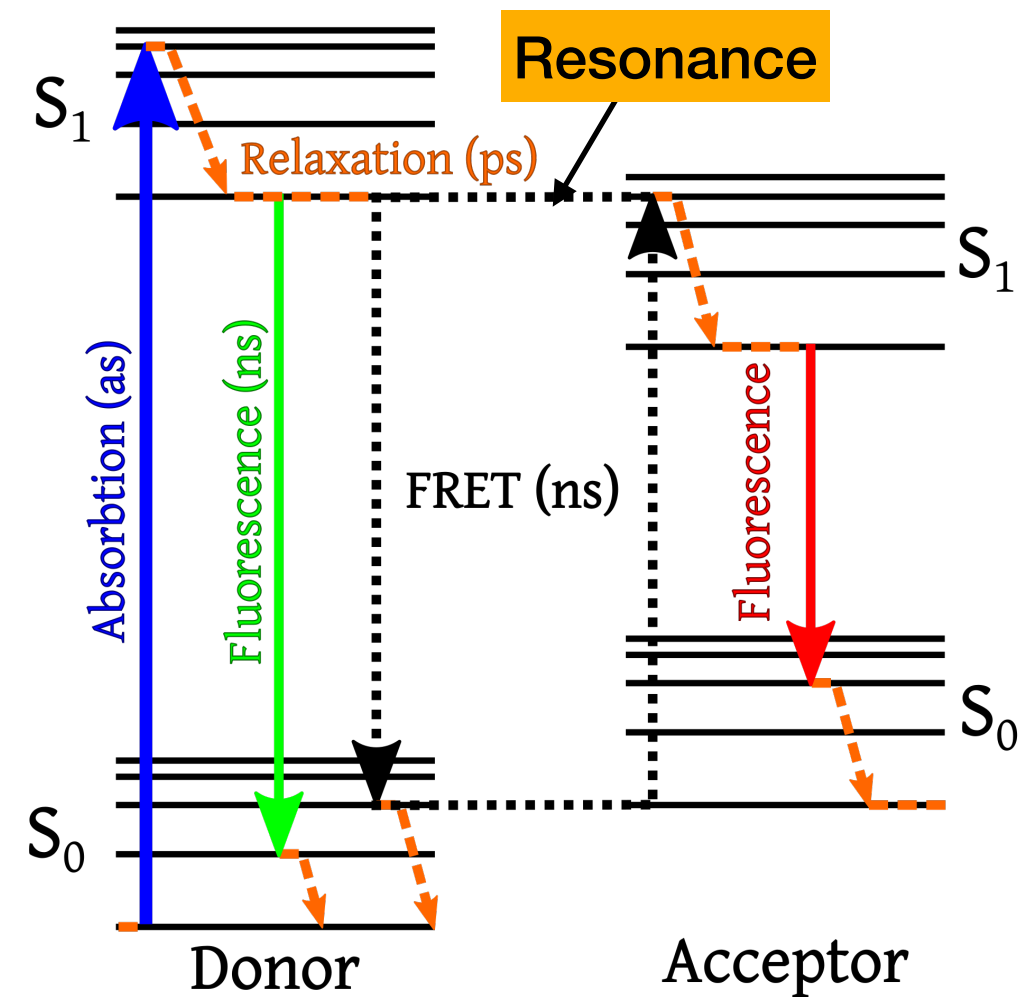 Resonance
S1
Relaxation (ps)
S1
Absorbtion (as)
Fluorescence (ns)
FRET (ns)
Fluorescence
S0
S0
Donor
Acceptor